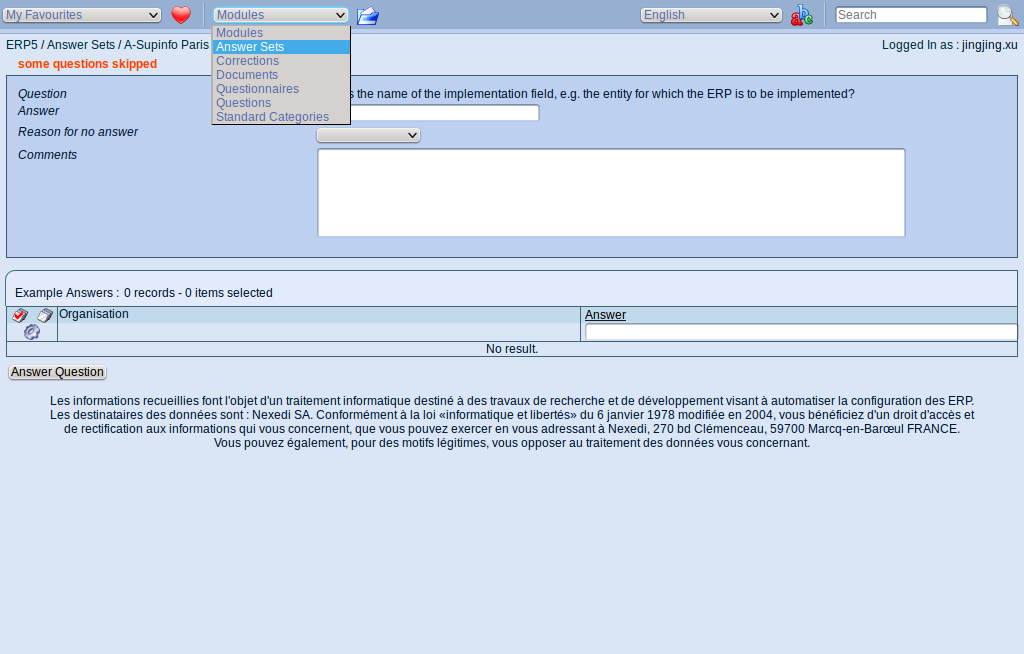 My Favourites
Modules
English
Search
Modules
Answer Sets
Corrections
Documents
Questionnaires
Questions
Standard Categories
ERP5 / Answer Sets / A-Supinfo Paris
Logged In as : jingjing.xu
some questions skipped
Question
the name of the implementation field, e.g. the entity for which the ERP is to be implemented?
Answer
Reason for no answer
Comments
Example Answers : 0 records - 0 items selected
Organisation
Answer
No result.
Answer Question
Les informations recueillies font l'objet d'un traitement informatique destiné à des travaux de recherche et de développement visant à automatiser la configuration des ERP.
Les destinataires des données sont : Nexedi SA. Conformément à la loi «informatique et libertés» du 6 janvier 1978 modifiée en 2004, vous bénéficiez d'un droit d'accès et
de rectification aux informations qui vous concernent, que vous pouvez exercer en vous adressant à Nexedi, 270 bd Clémenceau, 59700 Marcq-en-Barœul FRANCE.
Vous pouvez également, pour des motifs légitimes, vous opposer au traitement des données vous concernant.